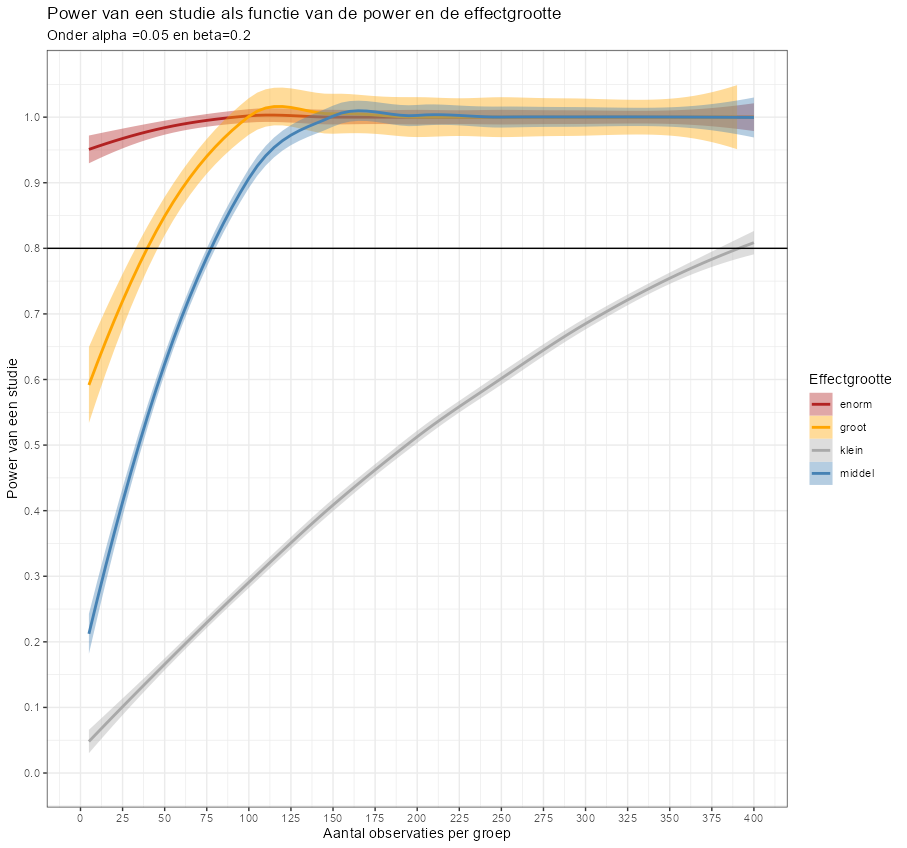 Power van een studie als functie van de power en de effectgrootte
Onder alpha =0.05 en beta=0.2
Power van een studie
1.0
0.9
0.8
0.7
0.6
0.5
0.4
0.3
0.2
0.1
0.0
0 25 50 75 100 125 150 175 200 225 250 275 300 325 350 375 400
Aantal observaties per groep
Effectgrootte
enorm
groot
klein
middel